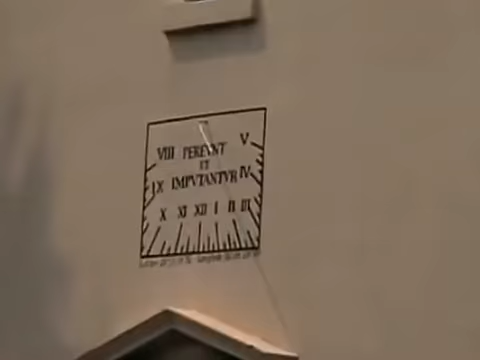 VIII PEREVNT V
ET
IX IMPVTANTVR IV
X XI XII I II III